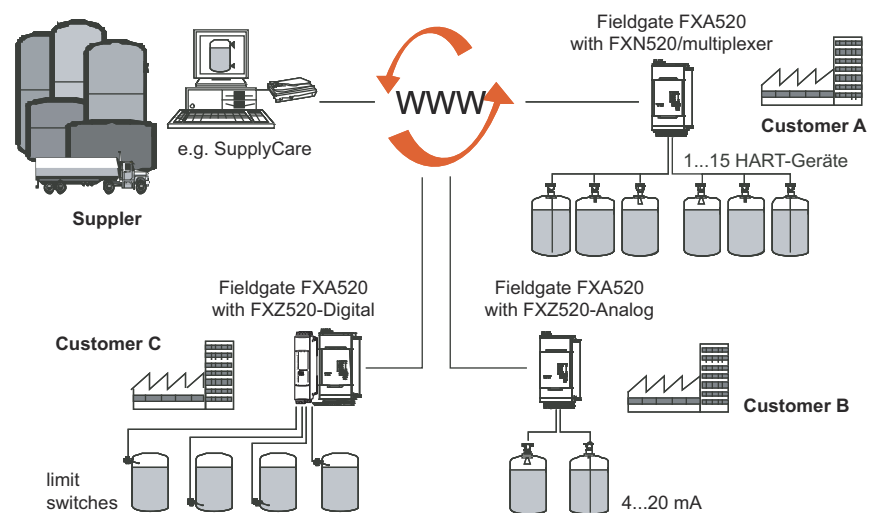 Fieldgate FXA520
with FXN520/multiplexer
WWW
Customer A
e.g. SupplyCare
1...15 HART-Geräte
Suppler
Fieldgate FXA520
with FXZ520-Digital
Fieldgate FXA520
with FXZ520-Analog
Customer C
Customer B
limit
switches
4...20 mA